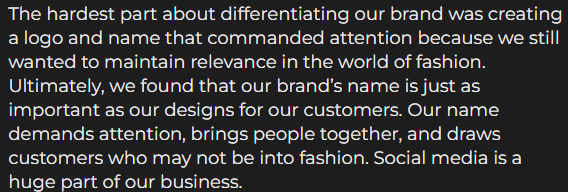 The hardest part about differentiating our brand was creating
a logo and name that commanded attention because we still
wanted to maintain relevance in the world of fashion.
Ultimately, we found that our brand’s name is just as
important as our designs for our customers. Our name
demands attention, brings people together, and draws
customers who may not be into fashion. Social media is a
huge part of our business.